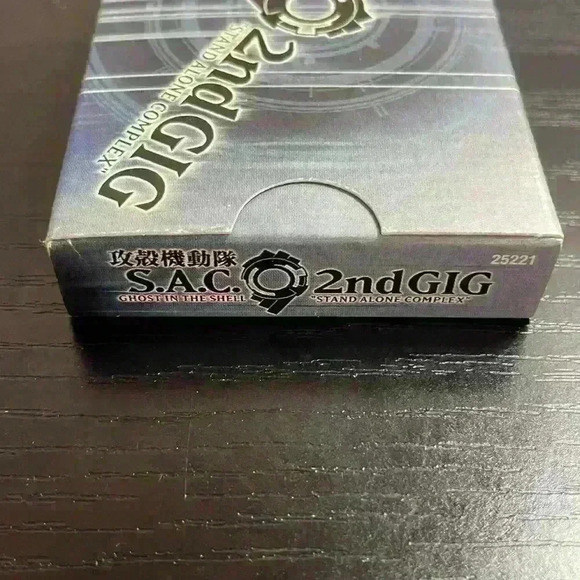 2ndGIG
"STAND ALONE COMPLEX"
攻殻機動隊
S.A.C. 2ndGIG
GHOST IN THE SHELL "STAND ALONE COMPLEX"
25221